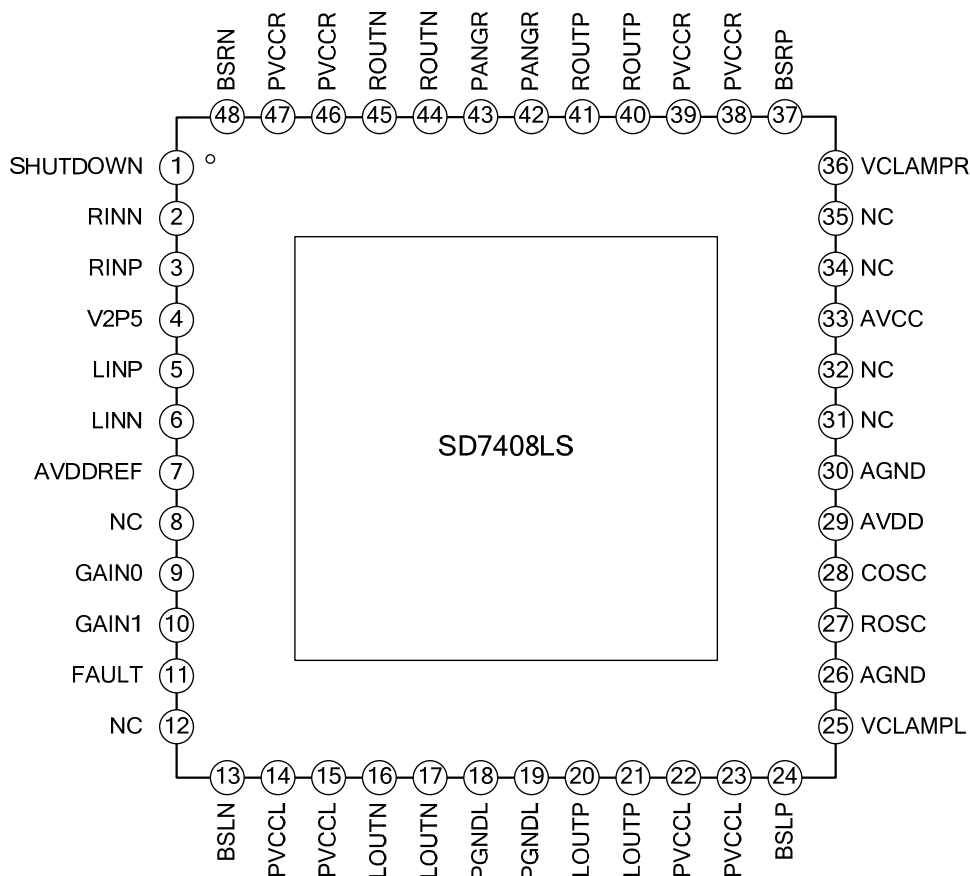 BSRN
PVCCR
PVCCR
ROUTN
ROUTN
PANGR
PANGR
ROUTP
ROUTP
PVCCR
PVCCR
BSRP
48 47 46 45 44 43 42 41 40 39 38 37
SHUTDOWN 1
RINN 2
RINP 3
V2P5 4
LINP 5
LINN 6
AVDDREF 7
NC 8
GAIN0 9
GAIN1 10
FAULT 11
NC 12
SD7408LS
36 VCLAMPR
35 NC
34 NC
33 AVCC
32 NC
31 NC
30 AGND
29 AVDD
28 COSC
27 ROSC
26 AGND
25 VCLAMPL
13 14 15 16 17 18 19 20 21 22 23 24
BSLN
PVCCL
PVCCL
LOUTN
LOUTN
PGNDL
PGNDL
LOUTP
LOUTP
PVCCL
PVCCL
BSLP